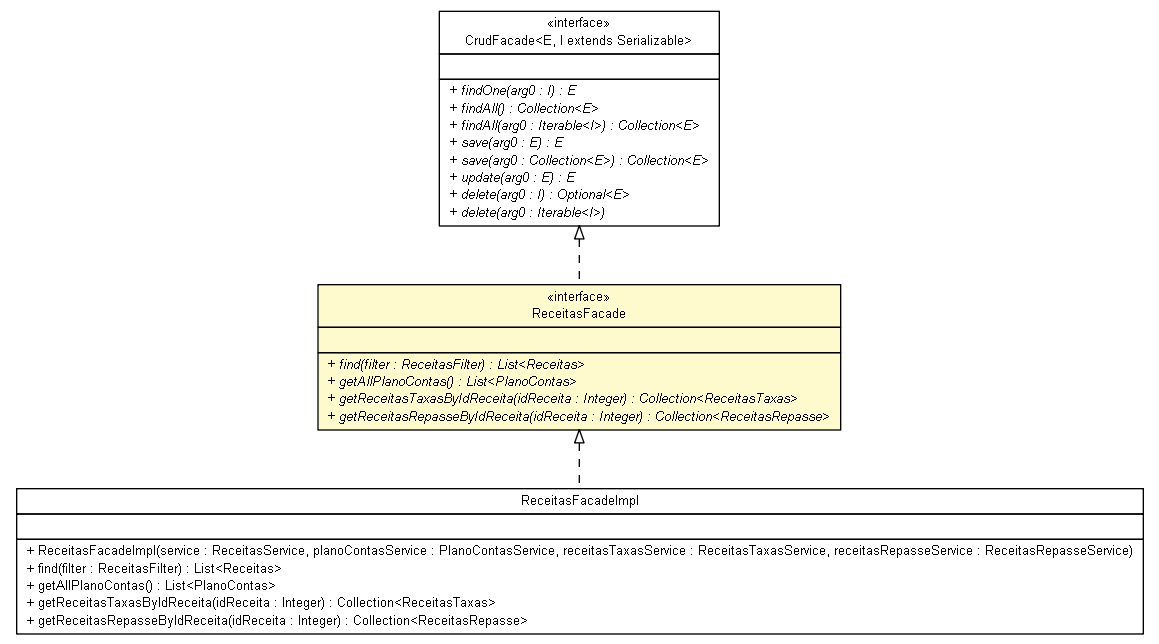 «interface»
CrudFacade<E, I extends Serializable>
+ findOne(arg0 : I) : E
+ findAll() : Collection<E>
+ findAll(arg0 : Iterable<I>) : Collection<E>
+ save(arg0 : E) : E
+ save(arg0 : Collection<E>) : Collection<E>
+ update(arg0 : E) : E
+ delete(arg0 : I) : Optional<E>
+ delete(arg0 : Iterable<I>)
«interface»
ReceitasFacade
+ find(filter : ReceitasFilter) : List<Receitas>
+ getAllPlanoContas() : List<PlanoContas>
+ getReceitasTaxasByIdReceita(idReceita : Integer) : Collection<ReceitasTaxas>
+ getReceitasRepasseByIdReceita(idReceita : Integer) : Collection<ReceitasRepasse>
ReceitasFacadeImpl
+ ReceitasFacadeImpl(service : ReceitasService, planoContasService : PlanoContasService, receitasTaxasService : ReceitasTaxasService, receitasRepasseService : ReceitasRepasseService)
+ find(filter : ReceitasFilter) : List<Receitas>
+ getAllPlanoContas() : List<PlanoContas>
+ getReceitasTaxasByIdReceita(idReceita : Integer) : Collection<ReceitasTaxas>
+ getReceitasRepasseByIdReceita(idReceita : Integer) : Collection<ReceitasRepasse>